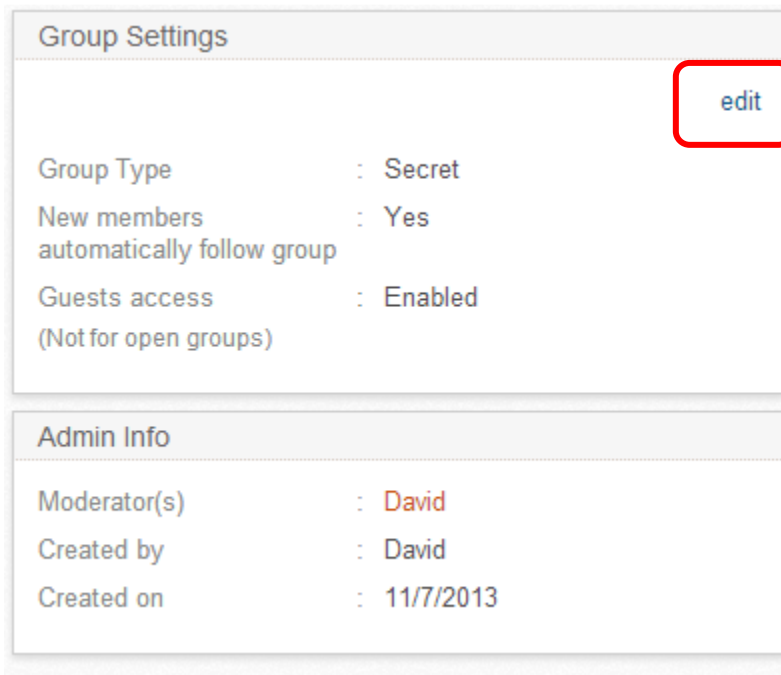 Group Settings
edit
Group Type : Secret
New members : Yes
automatically follow group
Guests access : Enabled
(Not for open groups)
Admin Info
Moderator(s) : David
Created by : David
Created on : 11/7/2013